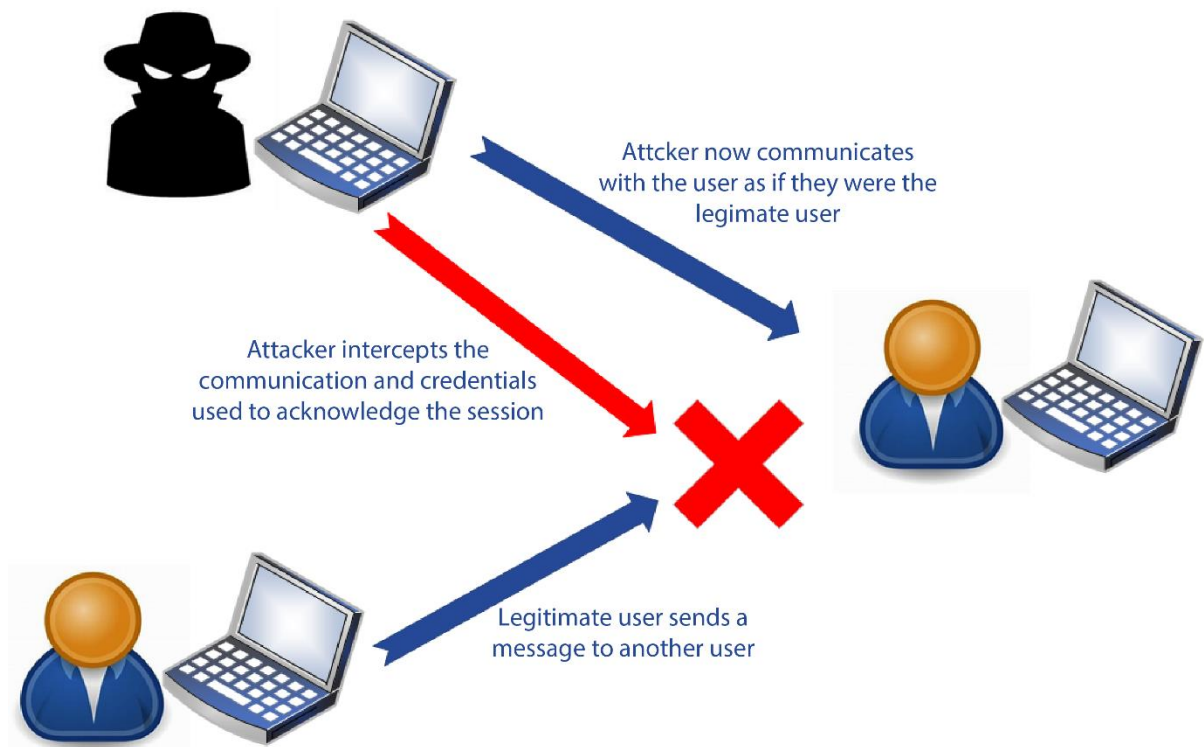 Attcker now communicates
with the user as if they were the
legimate user
Attacker intercepts the
communication and credentials
used to acknowledge the session
Legitimate user sends a
message to another user